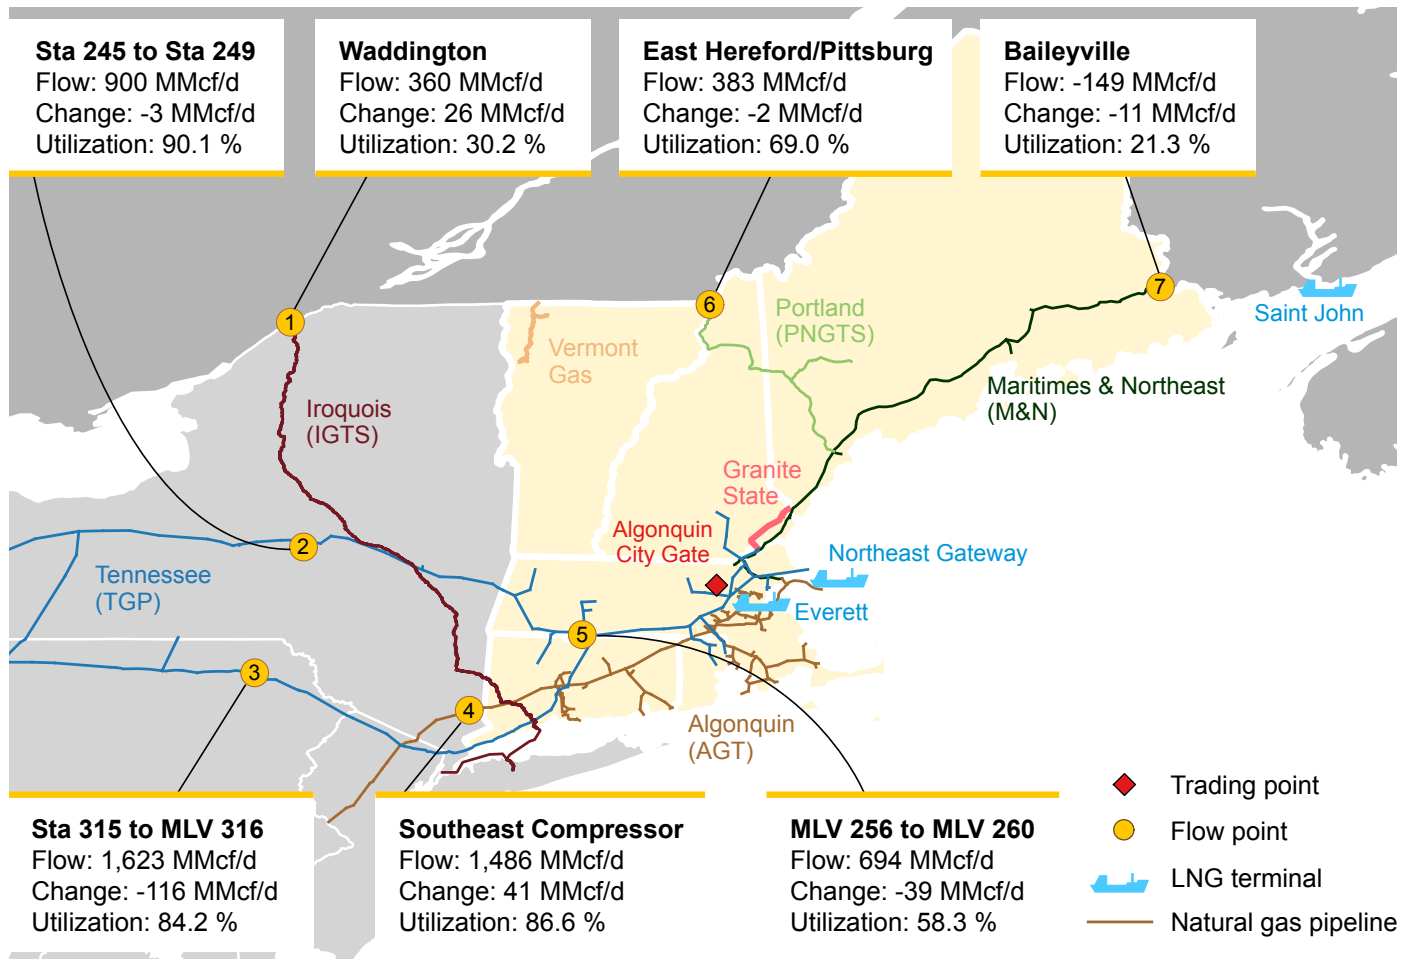 Sta 245 to Sta 249
Flow: 900 MMcf/d
Change: -3 MMcf/d
Utilization: 90.1 %
Waddington
Flow: 360 MMcf/d
Change: 26 MMcf/d
Utilization: 30.2 %
East Hereford/Pittsburg
Flow: 383 MMcf/d
Change: -2 MMcf/d
Utilization: 69.0 %
Baileyville
Flow: -149 MMcf/d
Change: -11 MMcf/d
Utilization: 21.3 %
1
6
7
Saint John
Portland
(PNGTS)
Vermont
Gas
Maritimes & Northeast
(M&N)
Iroquois
(IGTS)
Granite
State
Algonquin
City Gate
2
Northeast Gateway
Tennessee
(TGP)
Everett
5
3
4
Algonquin
(AGT)
Sta 315 to MLV 316
Flow: 1,623 MMcf/d
Change: -116 MMcf/d
Utilization: 84.2 %
Southeast Compressor
Flow: 1,486 MMcf/d
Change: 41 MMcf/d
Utilization: 86.6 %
MLV 256 to MLV 260
Flow: 694 MMcf/d
Change: -39 MMcf/d
Utilization: 58.3 %
Trading point
Flow point
LNG terminal
Natural gas pipeline